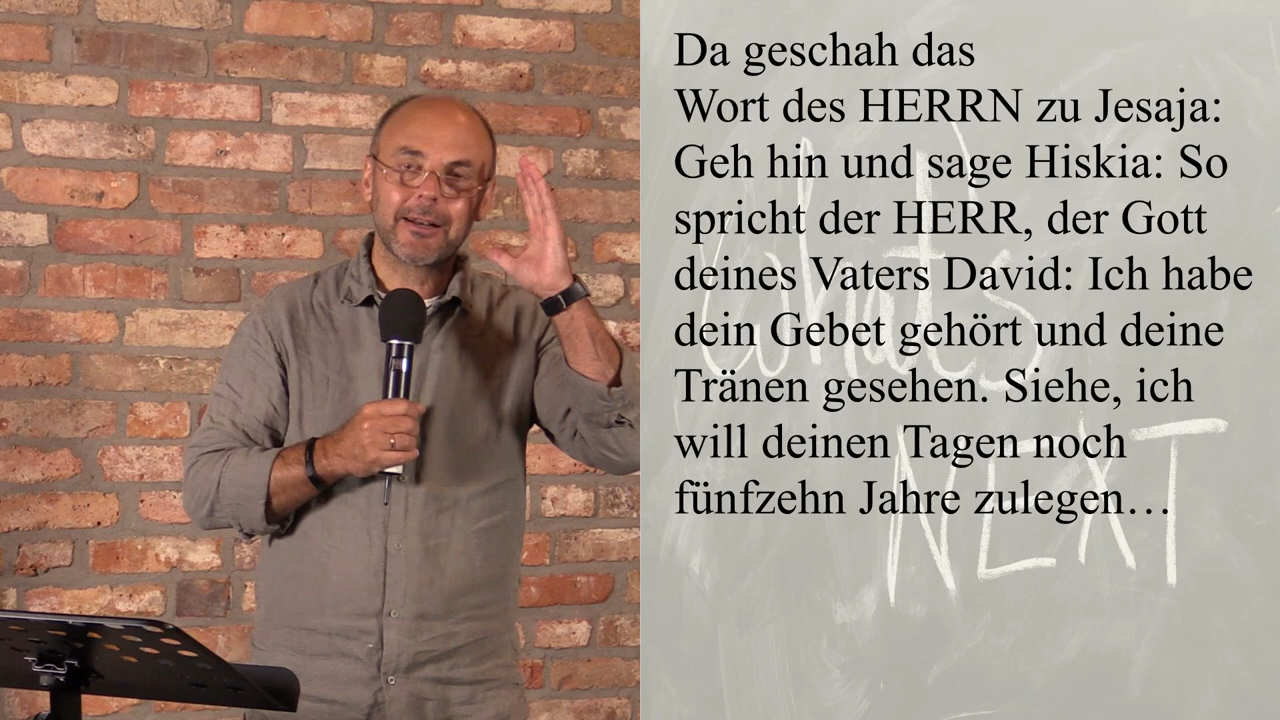 Da geschah das
Wort des HERRN zu Jesaja:
Geh hin und sage Hiskia: So
spricht der HERR, der Gott
deines Vaters David: Ich habe
dein Gebet gehört und deine
Tränen gesehen. Siehe, ich
will deinen Tagen noch
fünfzehn Jahre zulegen…
What's
NEXT